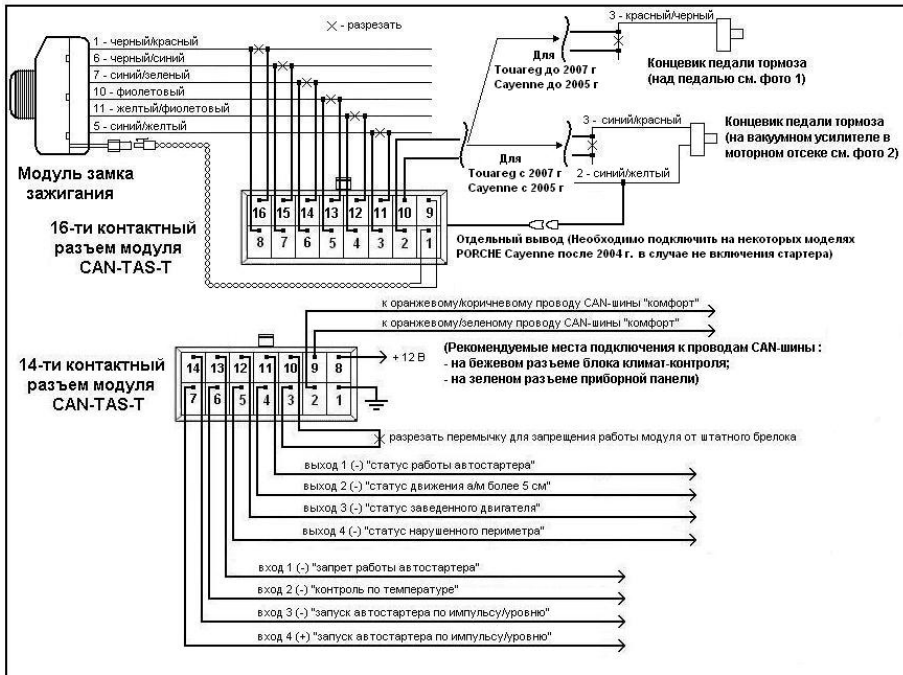 ✕ - разрезать
1 - черный/красный
6 - черный/синий
7 - синий/зеленый
10 - фиолетовый
11 - желтый/фиолетовый
5 - синий/желтый
Модуль замка
зажигания
3 - красный/черный
Концевик педали тормоза
(над педалью см. фото 1)
Для
Touareg до 2007 г
Cayenne до 2005 г
3 - синий/красный
Концевик педали тормоза
(на вакуумном усилителе в
моторном отсеке см. фото 2)
2 - синий/желтый
Для
Touareg с 2007 г
Cayenne с 2005 г
16-ти контактный
разъем модуля
CAN-TAS-T
16 15 14 13 12 11 10 9
8 7 6 5 4 3 2 1
Отдельный вывод (Необходимо подключить на некоторых моделях
PORCHE Cayenne после 2004 г. в случае не включения стартера)
к оранжевому/коричневому проводу CAN-шины "комфорт"
к оранжевому/зеленому проводу CAN-шины "комфорт"
+ 12 В
(Рекомендуемые места подключения к проводам CAN-шины :
- на бежевом разъеме блока климат-контроля;
- на зеленом разъеме приборной панели)
14-ти контактный
разъем модуля
CAN-TAS-T
14 13 12 11 10 9 8
7 6 5 4 3 2 1
разрезать перемычку для запрещения работы модуля от штатного брелока
выход 1 (-) "статус работы автостартера"
выход 2 (-) "статус движения а/м более 5 см"
выход 3 (-) "статус заведенного двигателя"
выход 4 (-) "статус нарушенного периметра"
вход 1 (-) "запрет работы автостартера"
вход 2 (-) "контроль по температуре"
вход 3 (-) "запуск автостартера по импульсу/уровню"
вход 4 (+) "запуск автостартера по импульсу/уровню"